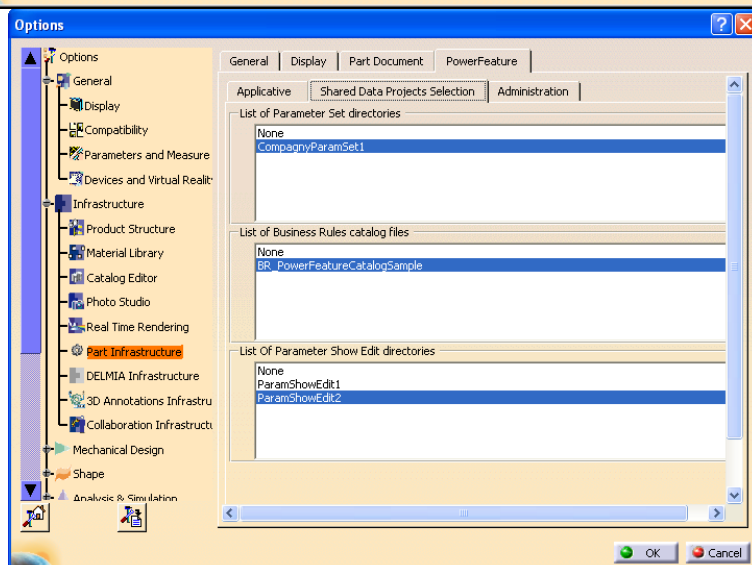 Options
Options
General
Display
Compatibility
Parameters and Measure
Devices and Virtual Realit
Infrastructure
Product Structure
Material Library
Catalog Editor
Photo Studio
Real Time Rendering
Part Infrastructure
DELMIA Infrastructure
3D Annotations Infrastru
Collaboration Infrastructu
Mechanical Design
Shape
Analysis & Simulation
General Display Part Document PowerFeature
Applicative Shared Data Projects Selection Administration
List of Parameter Set directories
None
CompagnyParamSet1
List of Business Rules catalog files
None
BR_PowerFeatureCatalogSample
List Of Parameter Show Edit directories
None
ParamShowEdit1
ParamShowEdit2
OK Cancel